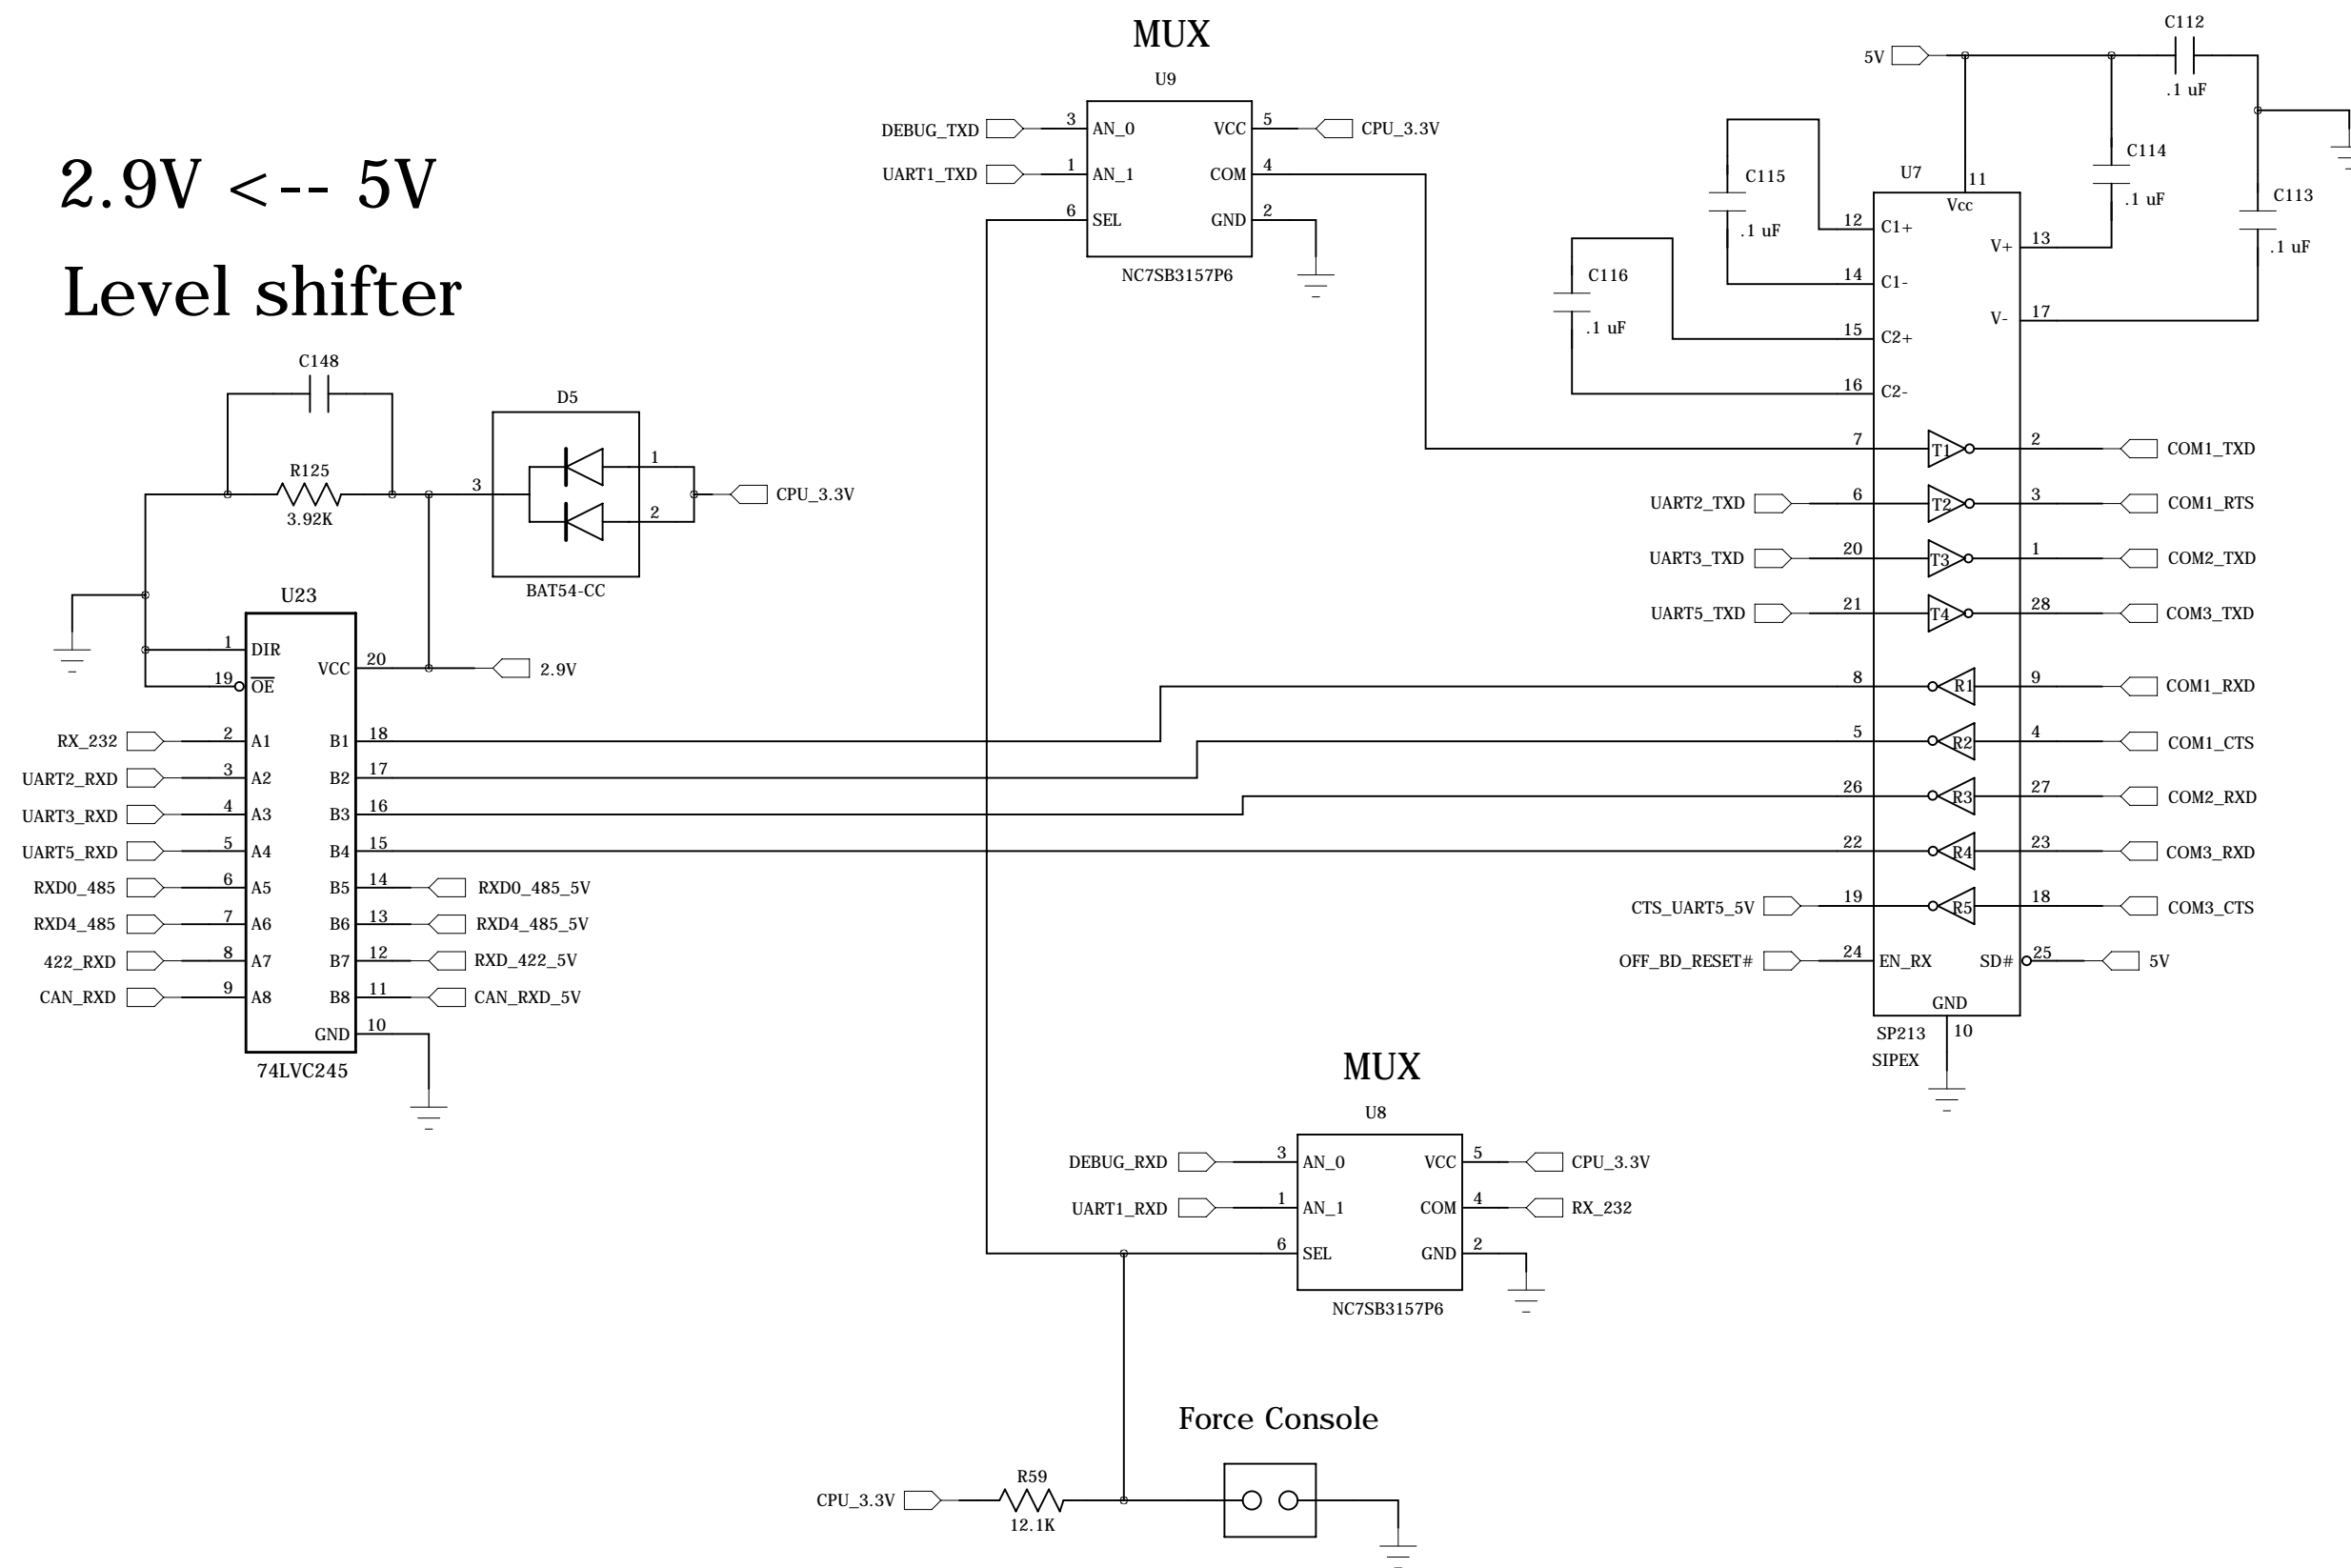 MUX
U9
DEBUG_TXD 3 AN_0 VCC 5 CPU_3.3V
UART1_TXD 1 AN_1 COM 4
6 SEL GND 2
NC7SB3157P6
2.9V <-- 5V
Level shifter
C148
R125
3.92K
D5
1
3
2
CPU_3.3V
BAT54-CC
U23
1 DIR
VCC 20 2.9V
19 OE
RX_232 2 A1 B1 18
UART2_RXD 3 A2 B2 17
UART3_RXD 4 A3 B3 16
UART5_RXD 5 A4 B4 15
RXD0_485 6 A5 B5 14 RXD0_485_5V
RXD4_485 7 A6 B6 13 RXD4_485_5V
422_RXD 8 A7 B7 12 RXD_422_5V
CAN_RXD 9 A8 B8 11 CAN_RXD_5V
GND 10
74LVC245
C112
5V
.1 uF
C114
.1 uF
C113
.1 uF
C115
.1 uF
C116
.1 uF
U7
11
Vcc
12 C1+
V+ 13
14 C1-
V- 17
15 C2+
16 C2-
7 T1 2 COM1_TXD
UART2_TXD 6 T2 3 COM1_RTS
UART3_TXD 20 T3 1 COM2_TXD
UART5_TXD 21 T4 28 COM3_TXD
8 R1 9 COM1_RXD
5 R2 4 COM1_CTS
26 R3 27 COM2_RXD
22 R4 23 COM3_RXD
CTS_UART5_5V 19 R5 18 COM3_CTS
OFF_BD_RESET# 24 EN_RX SD# 25 5V
GND
SP213 10
SIPEX
MUX
U8
DEBUG_RXD 3 AN_0 VCC 5 CPU_3.3V
UART1_RXD 1 AN_1 COM 4 RX_232
6 SEL GND 2
NC7SB3157P6
Force Console
R59
CPU_3.3V
12.1K